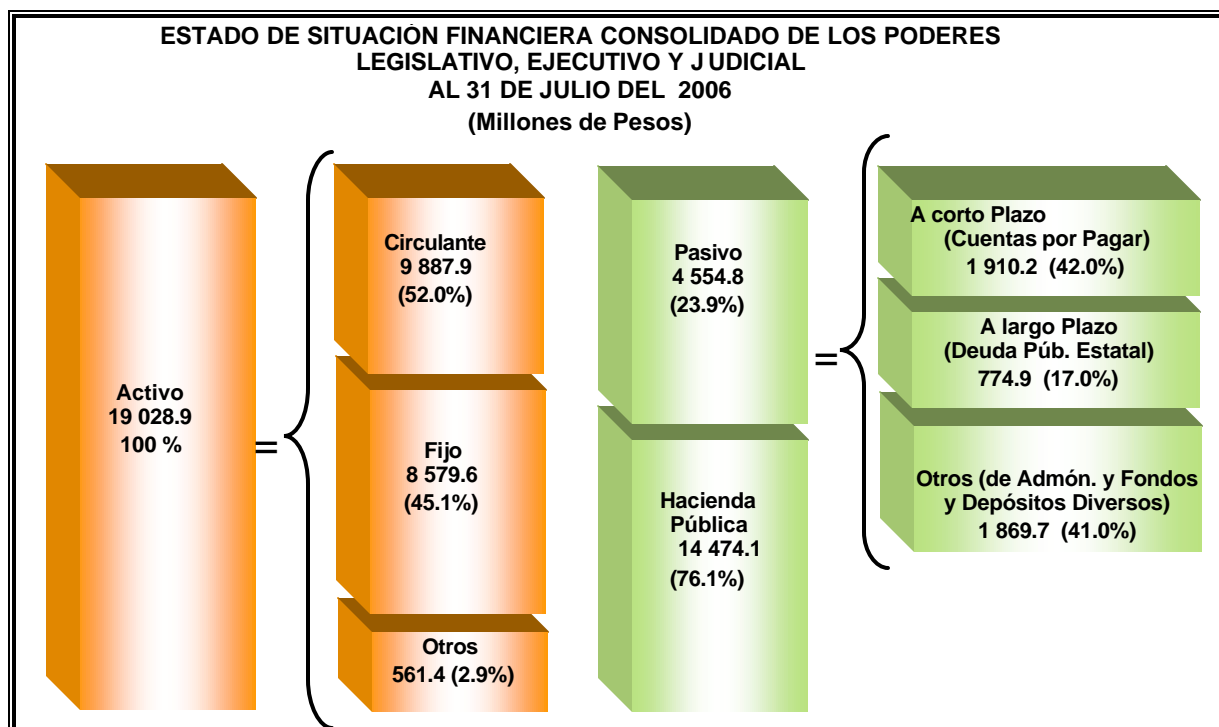 ESTADO DE SITUACIÓN FINANCIERA CONSOLIDADO DE LOS PODERES
LEGISLATIVO, EJECUTIVO Y JUDICIAL
AL 31 DE JULIO DEL 2006
(Millones de Pesos)
Activo
19 028.9
100 %
=
Circulante
9 887.9
(52.0%)
Fijo
8 579.6
(45.1%)
Otros
561.4 (2.9%)
Pasivo
4 554.8
(23.9%)
Hacienda
Pública
14 474.1
(76.1%)
=
A corto Plazo
(Cuentas por Pagar)
1 910.2 (42.0%)
A largo Plazo
(Deuda Púb. Estatal)
774.9 (17.0%)
Otros (de Admón. y Fondos
y Depósitos Diversos)
1 869.7 (41.0%)